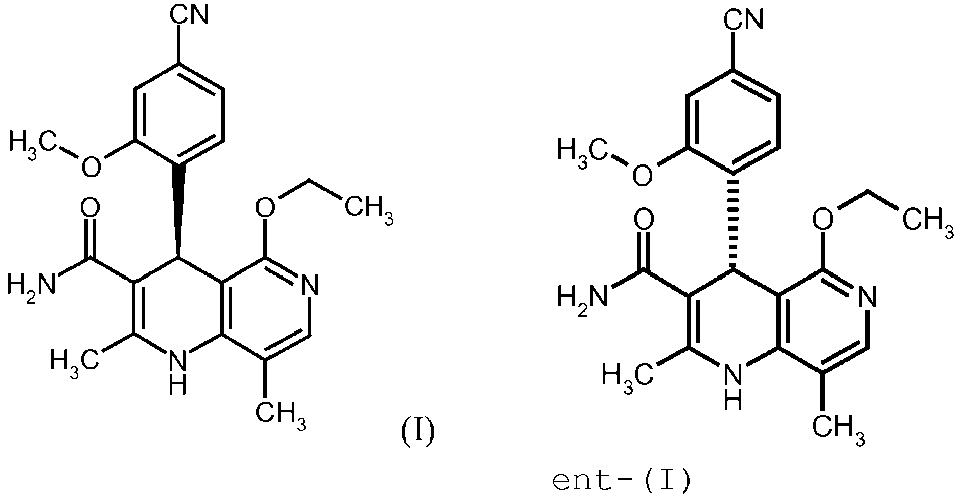 CN
H3C
O
O
O
CH3
H2N
N
H3C
N
H
CH3
(I)
CN
H3C
O
O
O
CH3
H2N
N
H3C
N
H
CH3
ent-(I)